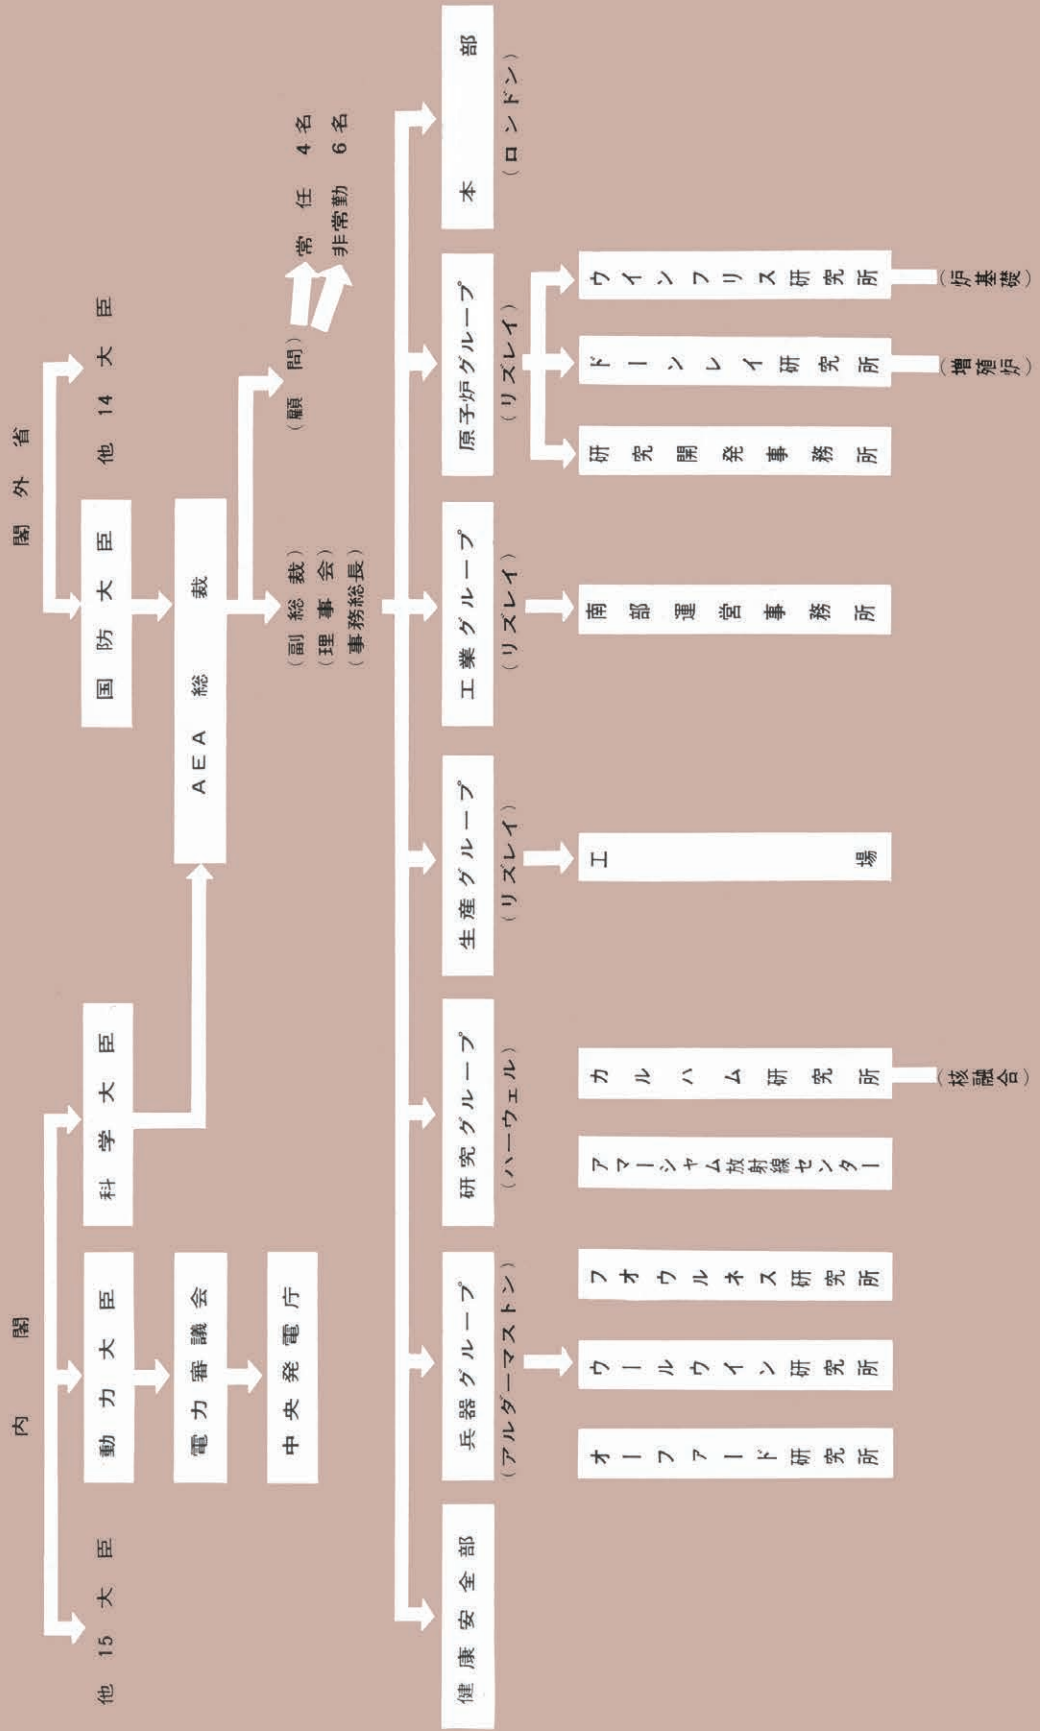 内閣
閣外省
他15大臣
動力大臣
科学大臣
国防大臣
他14大臣
電力審議会
AEA総裁
中央発電庁
(副総裁)
(理事会)
(事務総長)
(顧問)
常任 4名
非常勤 6名
健康安全部
兵器グループ
(アルダーマストン)
研究グループ
(ハーウェル)
生産グループ
(リズレイ)
工業グループ
(リズレイ)
原子炉グループ
(リズレイ)
本部
(ロンドン)
オーファード研究所
ウールウイン研究所
フオウルネス研究所
アマーシャム放射線センター
カルハム研究所
(核融合)
工場
南部運営事務所
研究開発事務所
ドーンレイ研究所
(増殖炉)
ウインフリス研究所
(炉基礎)